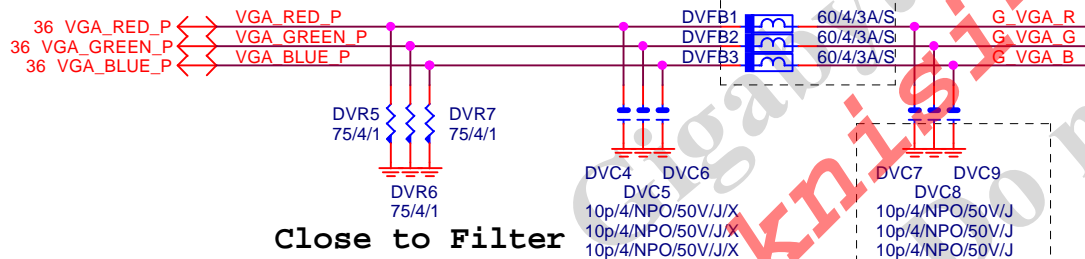 36 VGA_RED_P VGA_RED_P DVFB1 60/4/3A/S G_VGA_R
36 VGA_GREEN_P VGA_GREEN_P DVFB2 60/4/3A/S G_VGA_G
36 VGA_BLUE_P VGA_BLUE_P DVFB3 60/4/3A/S G_VGA_B
DVR5 DVR7
75/4/1 75/4/1
DVC4 DVC6 DVC7 DVC9
DVR6 DVC5 DVC8
75/4/1 10p/4/NPO/50V/J/X 10p/4/NPO/50V/J
10p/4/NPO/50V/J/X 10p/4/NPO/50V/J
Close to Filter 10p/4/NPO/50V/J/X 10p/4/NPO/50V/J
Gigaby
knisi
Do